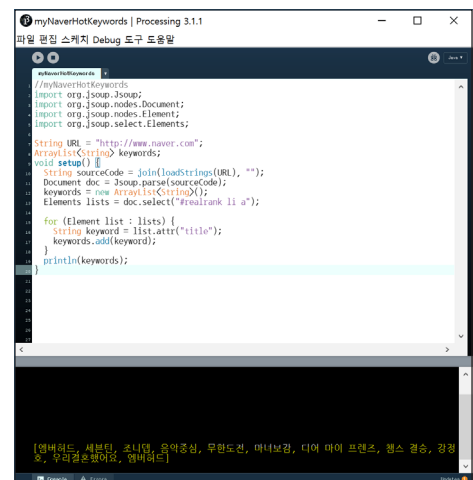 myNaverHotKeywords | Processing 3.1.1
파일 편집 스케치 Debug 도구 도움말
Java
myNaverHotKeywords
//myNaverHotKeywords
import org.jsoup.Jsoup;
import org.jsoup.nodes.Document;
import org.jsoup.nodes.Element;
import org.jsoup.select.Elements;
String URL = "http://www.naver.com";
ArrayList<String> keywords;
void setup() {
String sourceCode = join(loadStrings(URL), "");
Document doc = Jsoup.parse(sourceCode);
keywords = new ArrayList<String>();
Elements lists = doc.select("#realrank li a");
for (Element list : lists) {
String keyword = list.attr("title");
keywords.add(keyword);
}
println(keywords);
}
[엠버허드, 세븐틴, 조니뎁, 음악중심, 무한도전, 마녀보감, 디어 마이 프렌즈, 챔스 결승, 강정
호, 우리결혼했어요, 엠버허드]
Console Errors
Updates